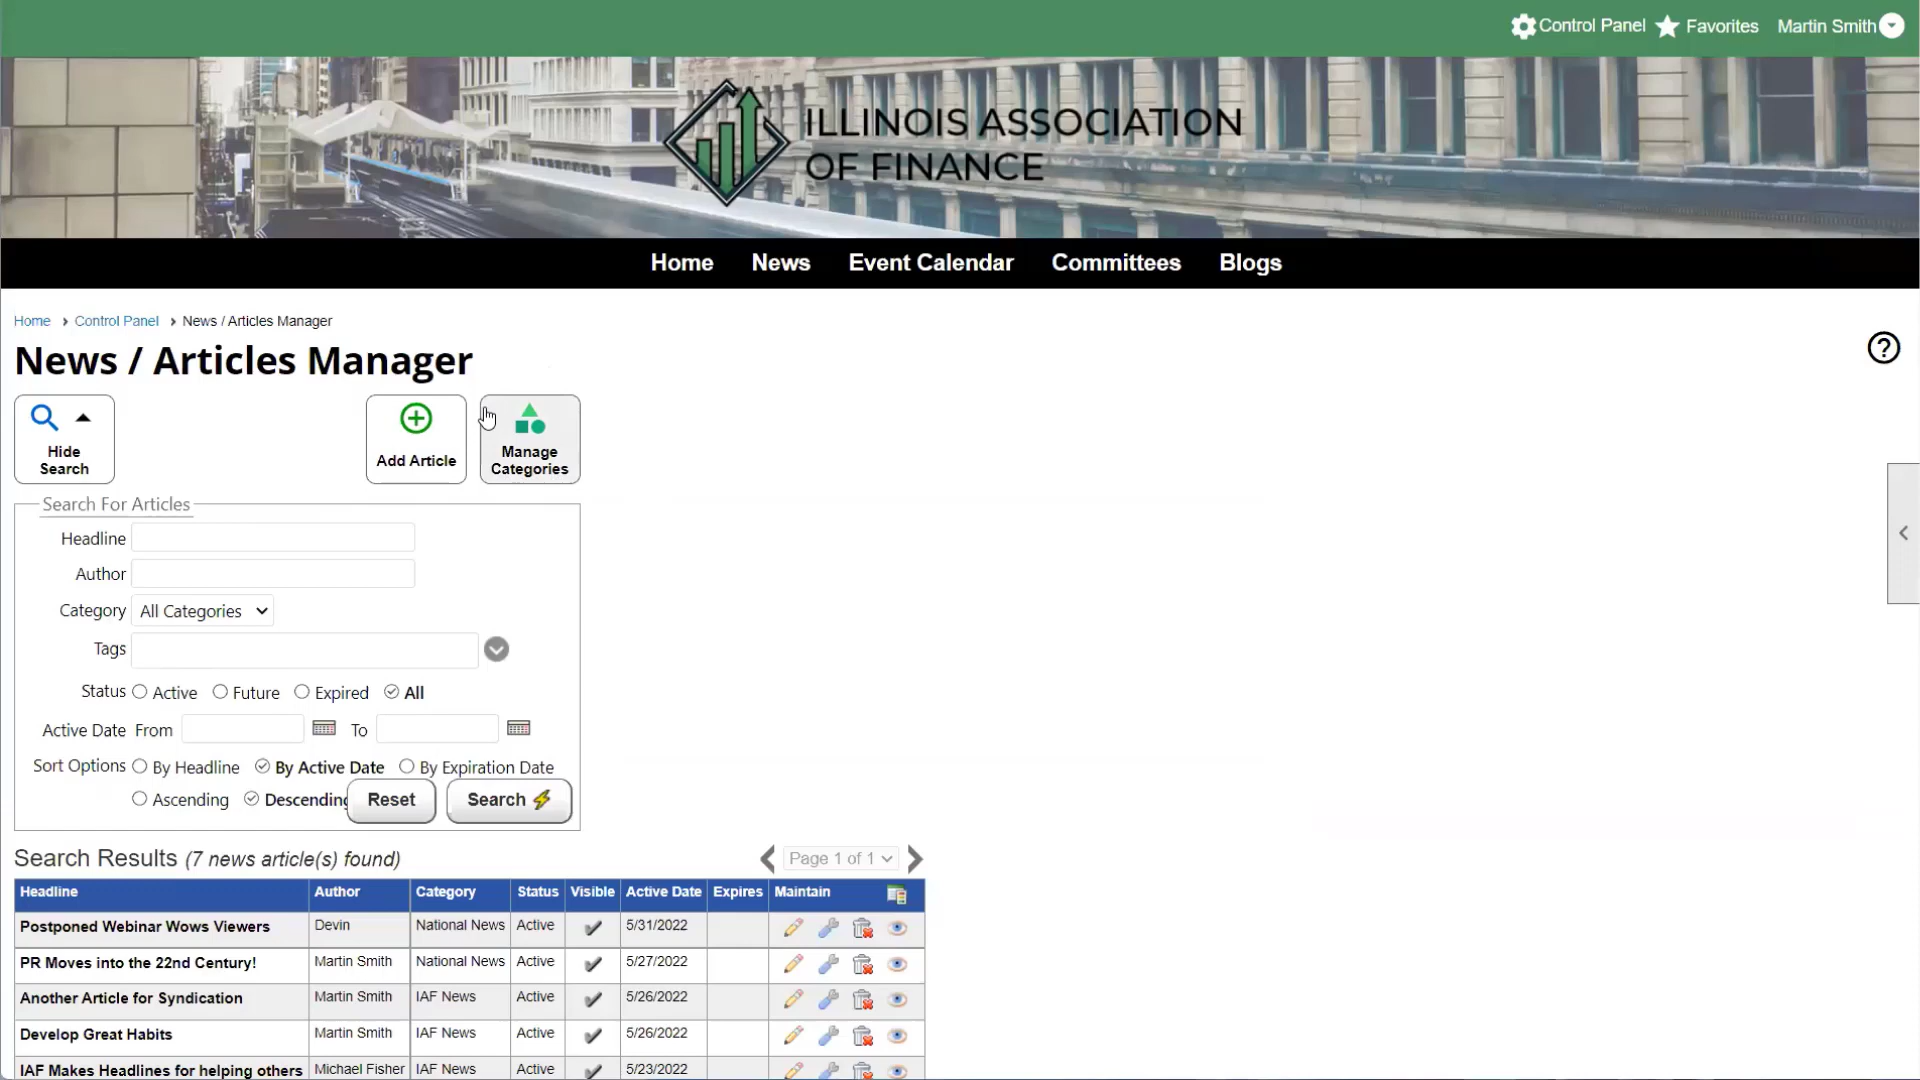 Control Panel Favorites Martin Smith
ILLINOIS ASSOCIATION
OF FINANCE
Home News Event Calendar Committees Blogs
Home › Control Panel › News / Articles Manager
News / Articles Manager
Hide
Search
Add Article
Manage
Categories
Search For Articles
Headline
Author
Category All Categories
Tags
Status Active Future Expired All
Active Date From To
Sort Options By Headline By Active Date By Expiration Date
Ascending Descending Reset Search
Search Results (7 news article(s) found) Page 1 of 1
Headline Author Category Status Visible Active Date Expires Maintain
Postponed Webinar Wows Viewers Devin National News Active 5/31/2022
PR Moves into the 22nd Century! Martin Smith National News Active 5/27/2022
Another Article for Syndication Martin Smith IAF News Active 5/26/2022
Develop Great Habits Martin Smith IAF News Active 5/26/2022
IAF Makes Headlines for helping others Michael Fisher IAF News Active 5/23/2022